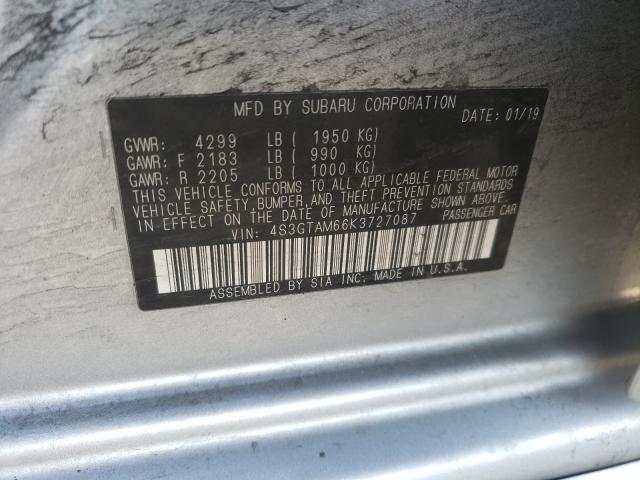 MFD BY SUBARU CORPORATION DATE: 01/19
GVWR: 4299 LB ( 1950 KG)
GAWR: F 2183 LB ( 990 KG)
GAWR: R 2205 LB ( 1000 KG)
THIS VEHICLE CONFORMS TO ALL APPLICABLE FEDERAL MOTOR
VEHICLE SAFETY,BUMPER,AND THEFT PREVENTION STANDARDS
IN EFFECT ON THE DATE OF MANUFACTURE SHOWN ABOVE.
VIN: 4S3GTAM66K3727087 PASSENGER CAR
ASSEMBLED BY SIA INC. MADE IN U.S.A.